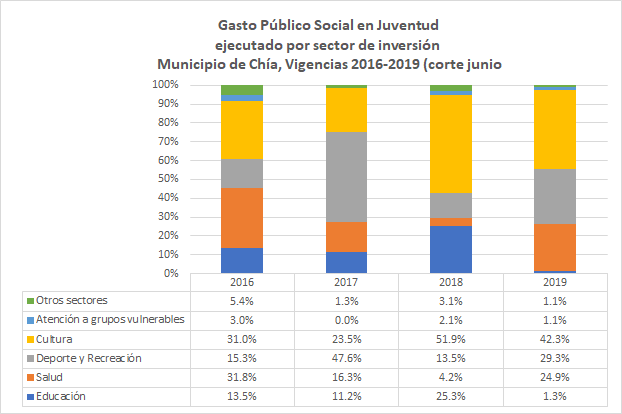 Gasto Público Social en Juventud
ejecutado por sector de inversión
Municipio de Chía, Vigencias 2016-2019 (corte junio
100%
90%
80%
70%
60%
50%
40%
30%
20%
10%
0%
2016 2017 2018 2019
Otros sectores 5.4% 1.3% 3.1% 1.1%
Atención a grupos vulnerables 3.0% 0.0% 2.1% 1.1%
Cultura 31.0% 23.5% 51.9% 42.3%
Deporte y Recreación 15.3% 47.6% 13.5% 29.3%
Salud 31.8% 16.3% 4.2% 24.9%
Educación 13.5% 11.2% 25.3% 1.3%